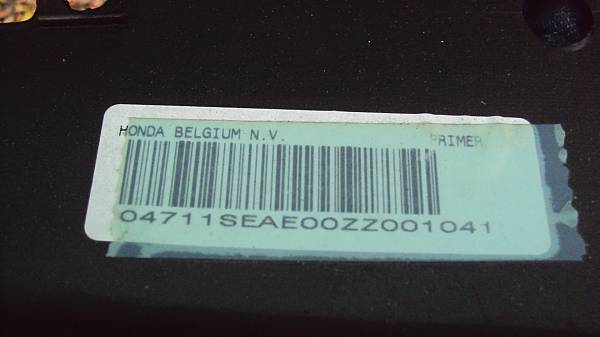 HONDA BELGIUM N.V. PRIMER
04711SEAE00ZZ001041